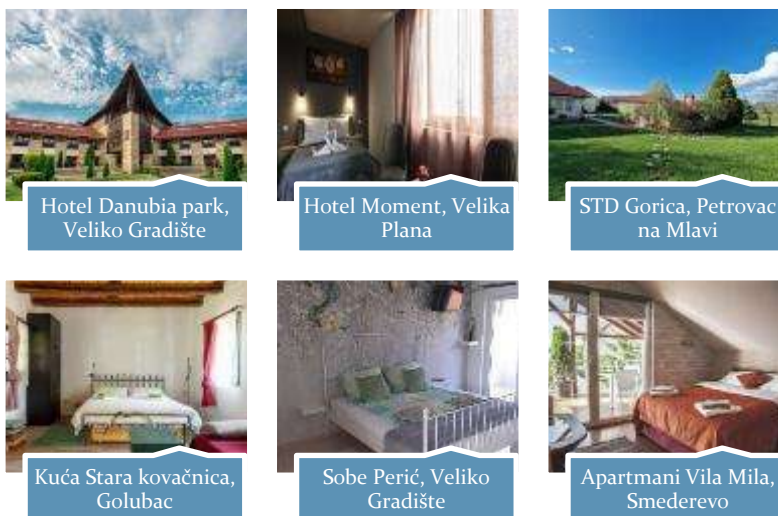 Hotel Danubia park,
Veliko Gradište
Hotel Moment, Velika
Plana
STD Gorica, Petrovac
na Mlavi
Kuća Stara kovačnica,
Golubac
Sobe Perić, Veliko
Gradište
Apartmani Vila Mila,
Smederevo